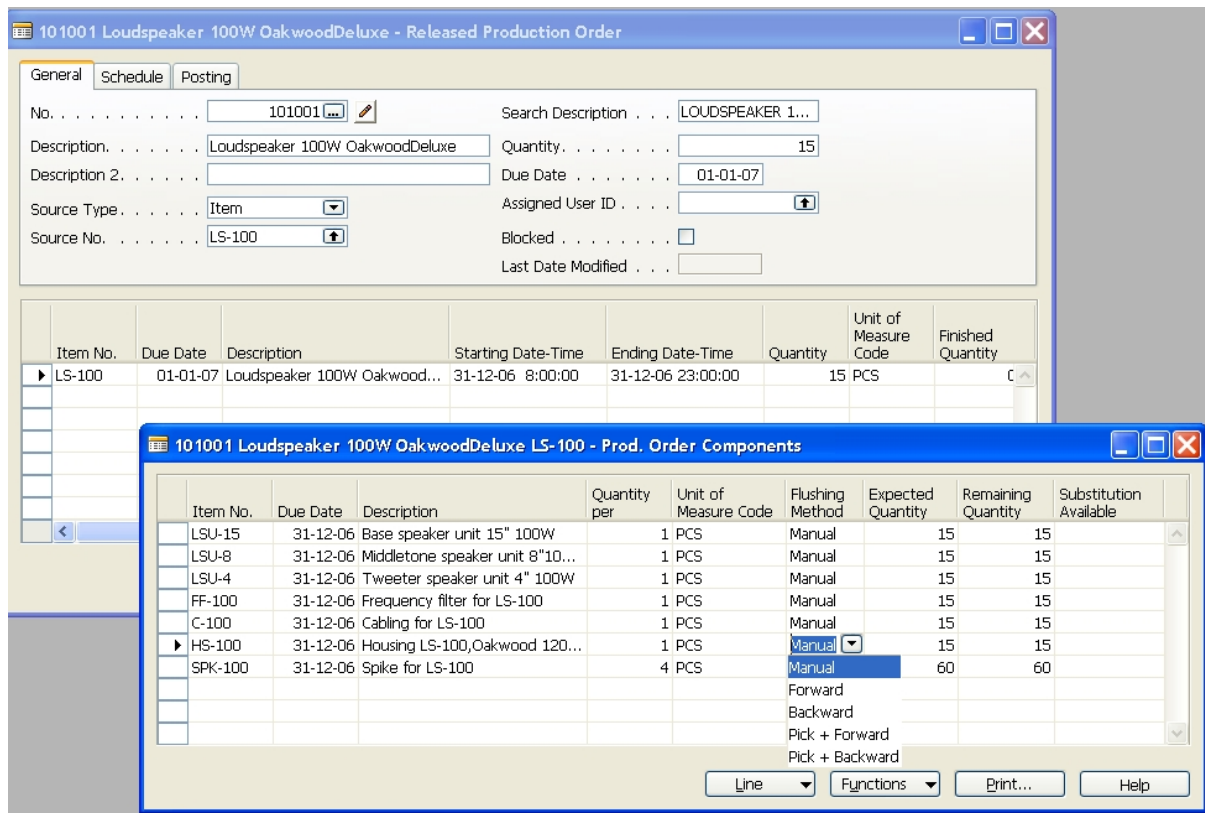 101001 Loudspeaker 100W OakwoodDeluxe - Released Production Order
General Schedule Posting
No. . . . . . . . . . . . 101001 ... Search Description . . . LOUDSPEAKER 1...
Description. . . . . . . Loudspeaker 100W OakwoodDeluxe Quantity. . . . . . . . 15
Description 2. . . . . . Due Date . . . . . . . 01-01-07
Source Type. . . . . . Item Assigned User ID . . . .
Source No. . . . . . . LS-100 Blocked . . . . . . . .
Last Date Modified . . .
Item No. Due Date Description Starting Date-Time Ending Date-Time Quantity Unit of Measure Code Finished Quantity
LS-100 01-01-07 Loudspeaker 100W Oakwood... 31-12-06 8:00:00 31-12-06 23:00:00 15 PCS
101001 Loudspeaker 100W OakwoodDeluxe LS-100 - Prod. Order Components
Item No. Due Date Description Quantity per Unit of Measure Code Flushing Method Expected Quantity Remaining Quantity Substitution Available
LSU-15 31-12-06 Base speaker unit 15" 100W 1 PCS Manual 15 15
LSU-8 31-12-06 Middletone speaker unit 8"10... 1 PCS Manual 15 15
LSU-4 31-12-06 Tweeter speaker unit 4" 100W 1 PCS Manual 15 15
FF-100 31-12-06 Frequency filter for LS-100 1 PCS Manual 15 15
C-100 31-12-06 Cabling for LS-100 1 PCS Manual 15 15
HS-100 31-12-06 Housing LS-100,Oakwood 120... 1 PCS Manual 15 15
SPK-100 31-12-06 Spike for LS-100 4 PCS Manual 60 60
Forward
Backward
Pick + Forward
Pick + Backward
Line Functions Print... Help